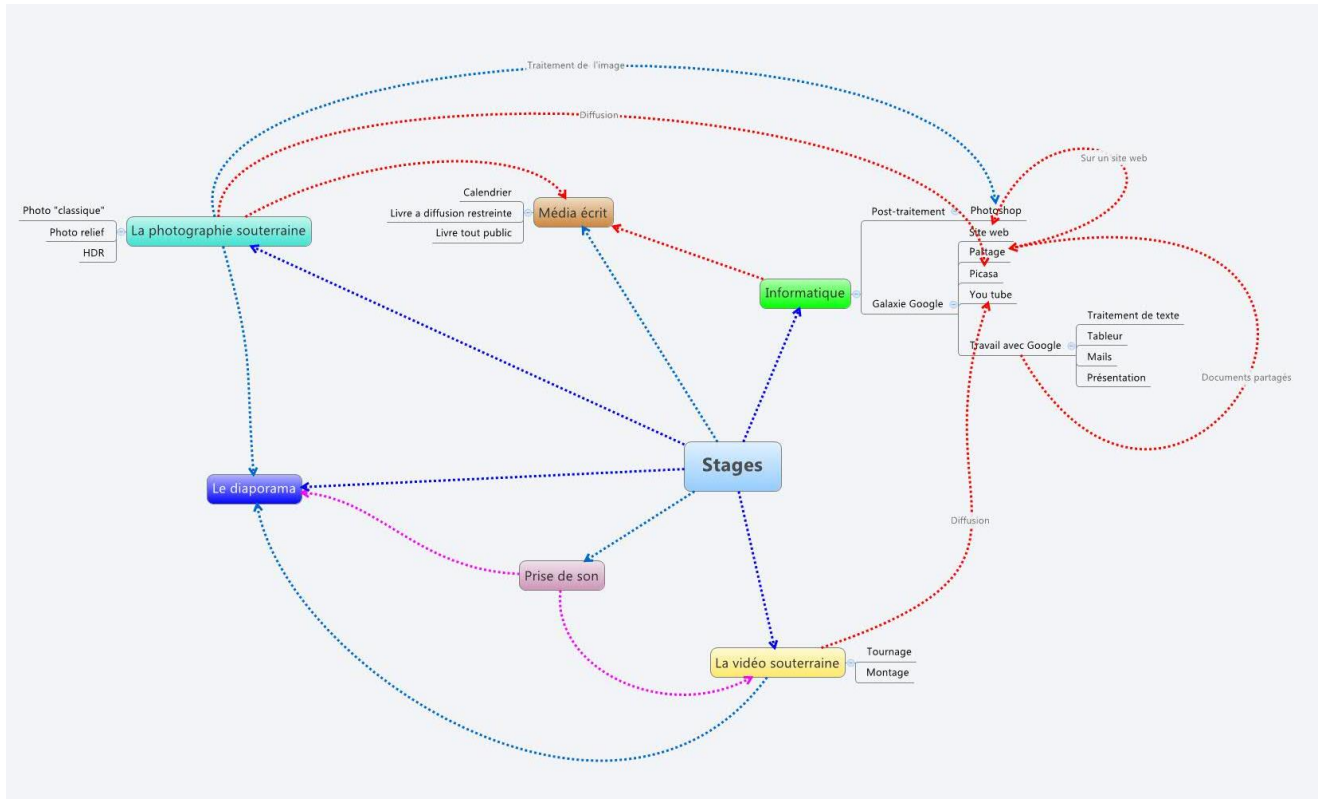 Traitement de l'image
Diffusion
Sur un site web
Photo "classique"
Photo relief
HDR
La photographie souterraine
Calendrier
Livre a diffusion restreinte
Livre tout public
Média écrit
Informatique
Post-traitement
Photoshop
Galaxie Google
Site web
Partage
Picasa
You tube
Travail avec Google
Traitement de texte
Tableur
Mails
Présentation
Documents partagés
Stages
Le diaporama
Diffusion
Prise de son
La vidéo souterraine
Tournage
Montage